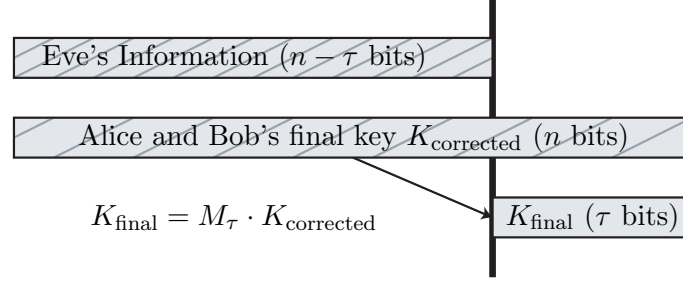 Eve's Information (n − τ bits)
Alice and Bob's final key K_corrected (n bits)
K_final = M_τ · K_corrected
K_final (τ bits)